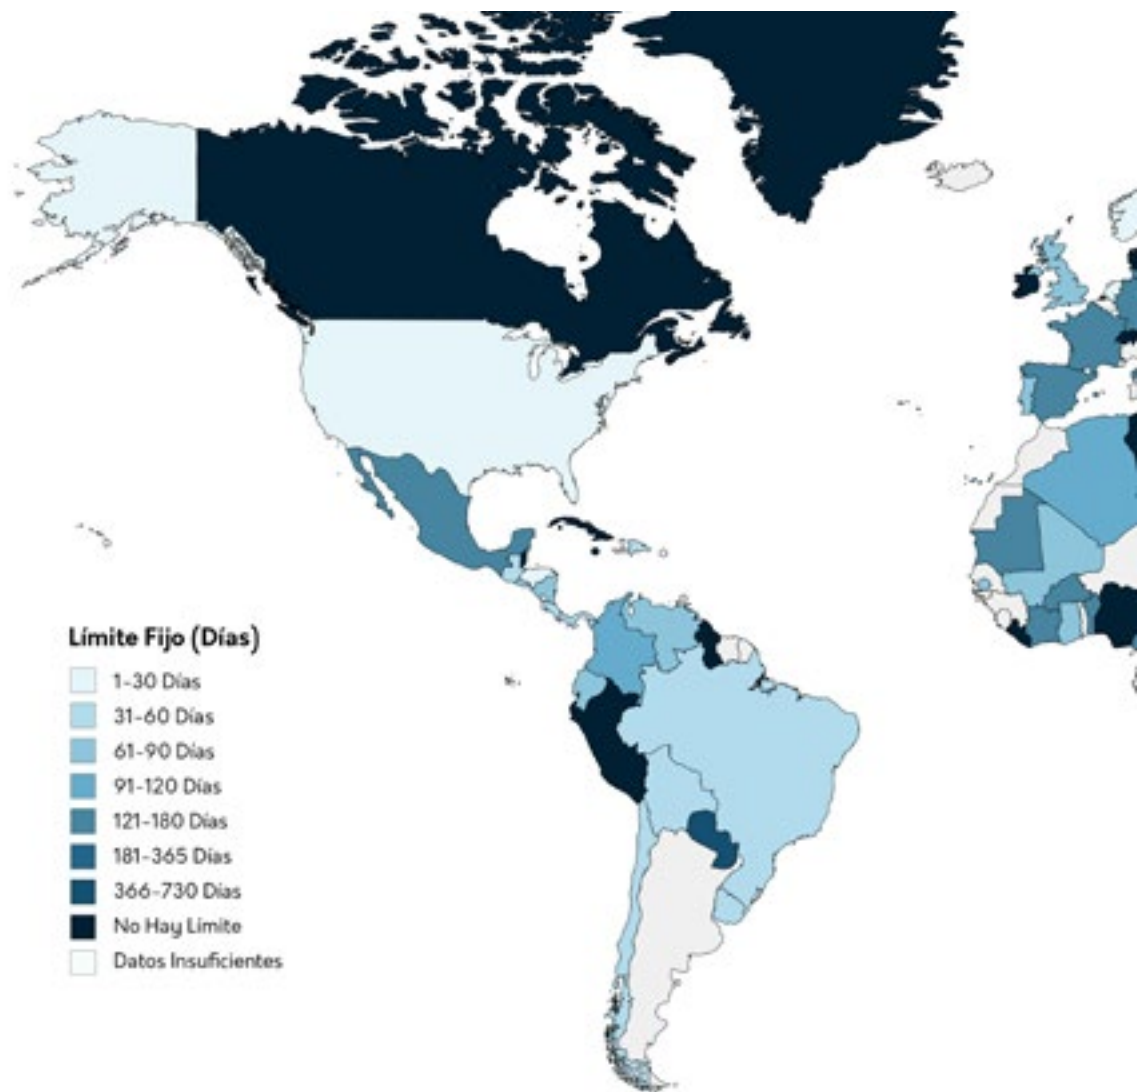 Límite Fijo (Días)
1-30 Días
31-60 Días
61-90 Días
91-120 Días
121-180 Días
181-365 Días
366-730 Días
No Hay Límite
Datos Insuficientes